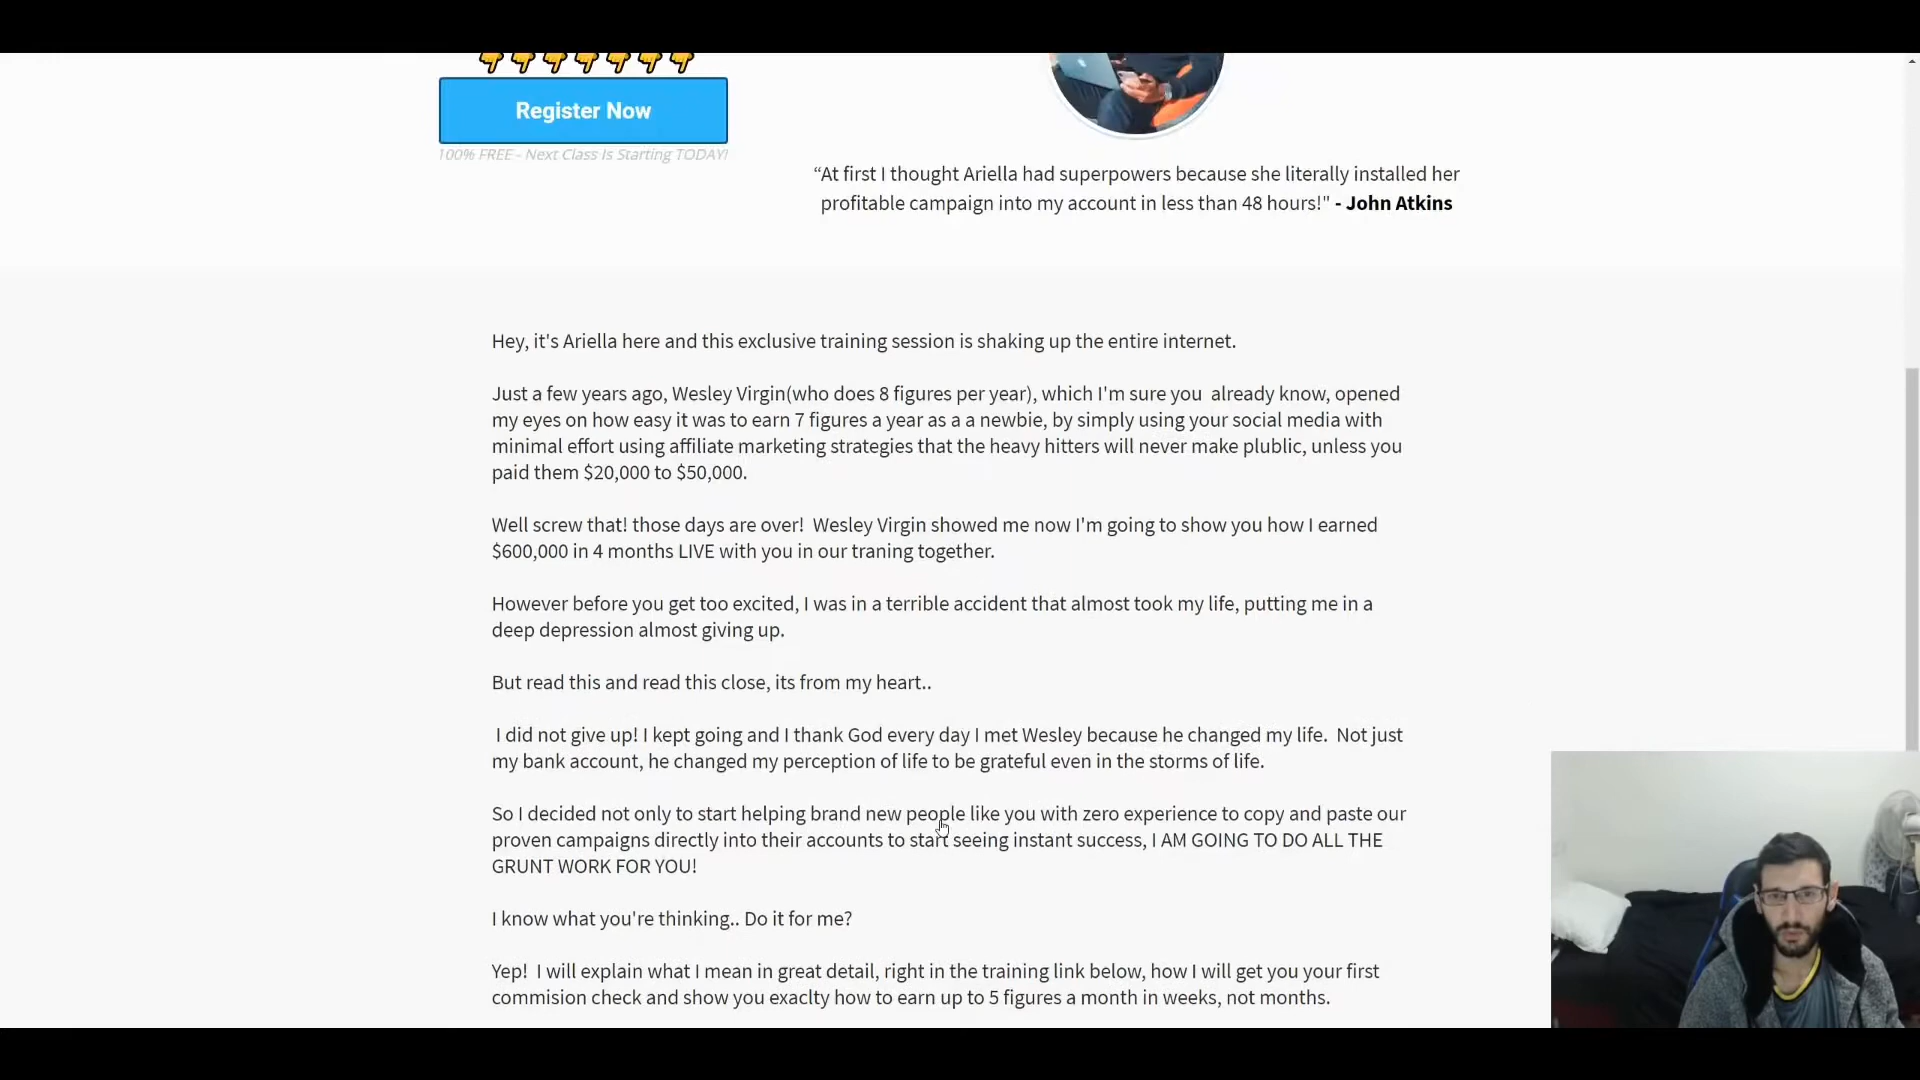 Register Now
100% FREE - Next Class Is Starting TODAY!
“At first I thought Ariella had superpowers because she literally installed her
profitable campaign into my account in less than 48 hours!" - John Atkins
Hey, it's Ariella here and this exclusive training session is shaking up the entire internet.
Just a few years ago, Wesley Virgin(who does 8 figures per year), which I'm sure you  already know, opened
my eyes on how easy it was to earn 7 figures a year as a a newbie, by simply using your social media with
minimal effort using affiliate marketing strategies that the heavy hitters will never make plublic, unless you
paid them $20,000 to $50,000.
Well screw that! those days are over!  Wesley Virgin showed me now I'm going to show you how I earned
$600,000 in 4 months LIVE with you in our traning together.
However before you get too excited, I was in a terrible accident that almost took my life, putting me in a
deep depression almost giving up.
But read this and read this close, its from my heart..
I did not give up! I kept going and I thank God every day I met Wesley because he changed my life.  Not just
my bank account, he changed my perception of life to be grateful even in the storms of life.
So I decided not only to start helping brand new people like you with zero experience to copy and paste our
proven campaigns directly into their accounts to start seeing instant success, I AM GOING TO DO ALL THE
GRUNT WORK FOR YOU!
I know what you're thinking.. Do it for me?
Yep!  I will explain what I mean in great detail, right in the training link below, how I will get you your first
commision check and show you exaclty how to earn up to 5 figures a month in weeks, not months.